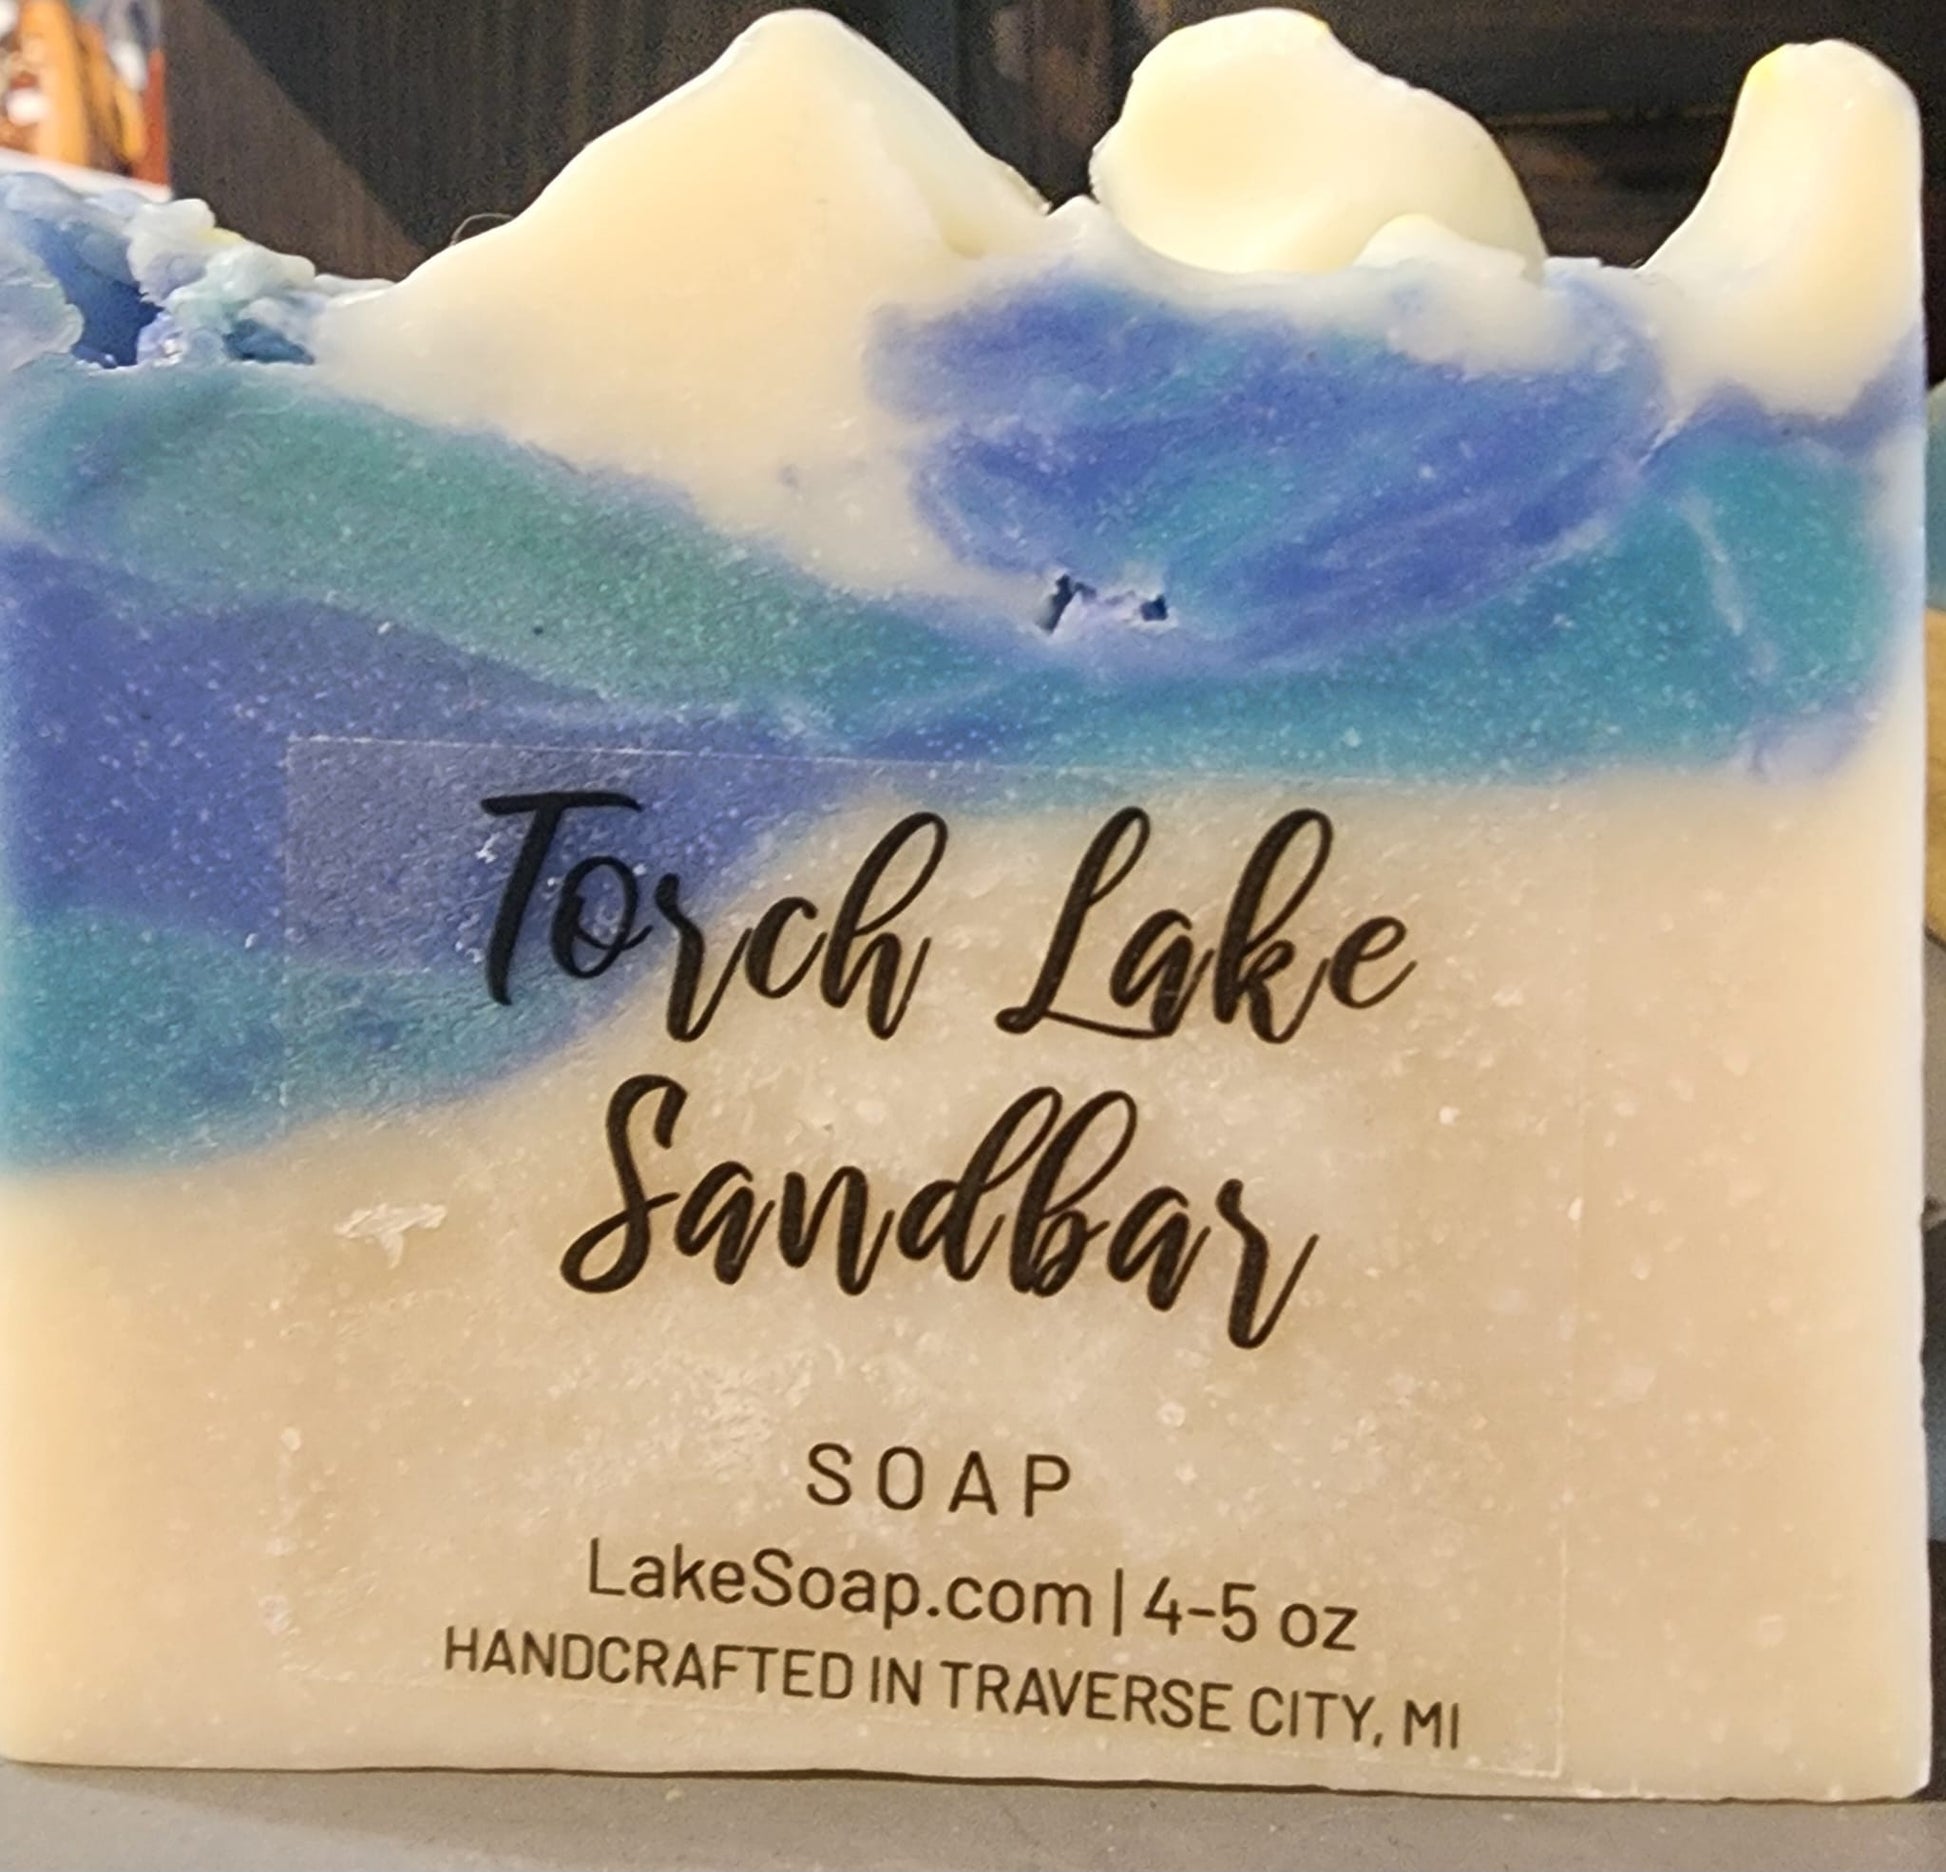 Torch Lake
Sandbar
SOAP
LakeSoap.com | 4-5 oz
HANDCRAFTED IN TRAVERSE CITY, MI